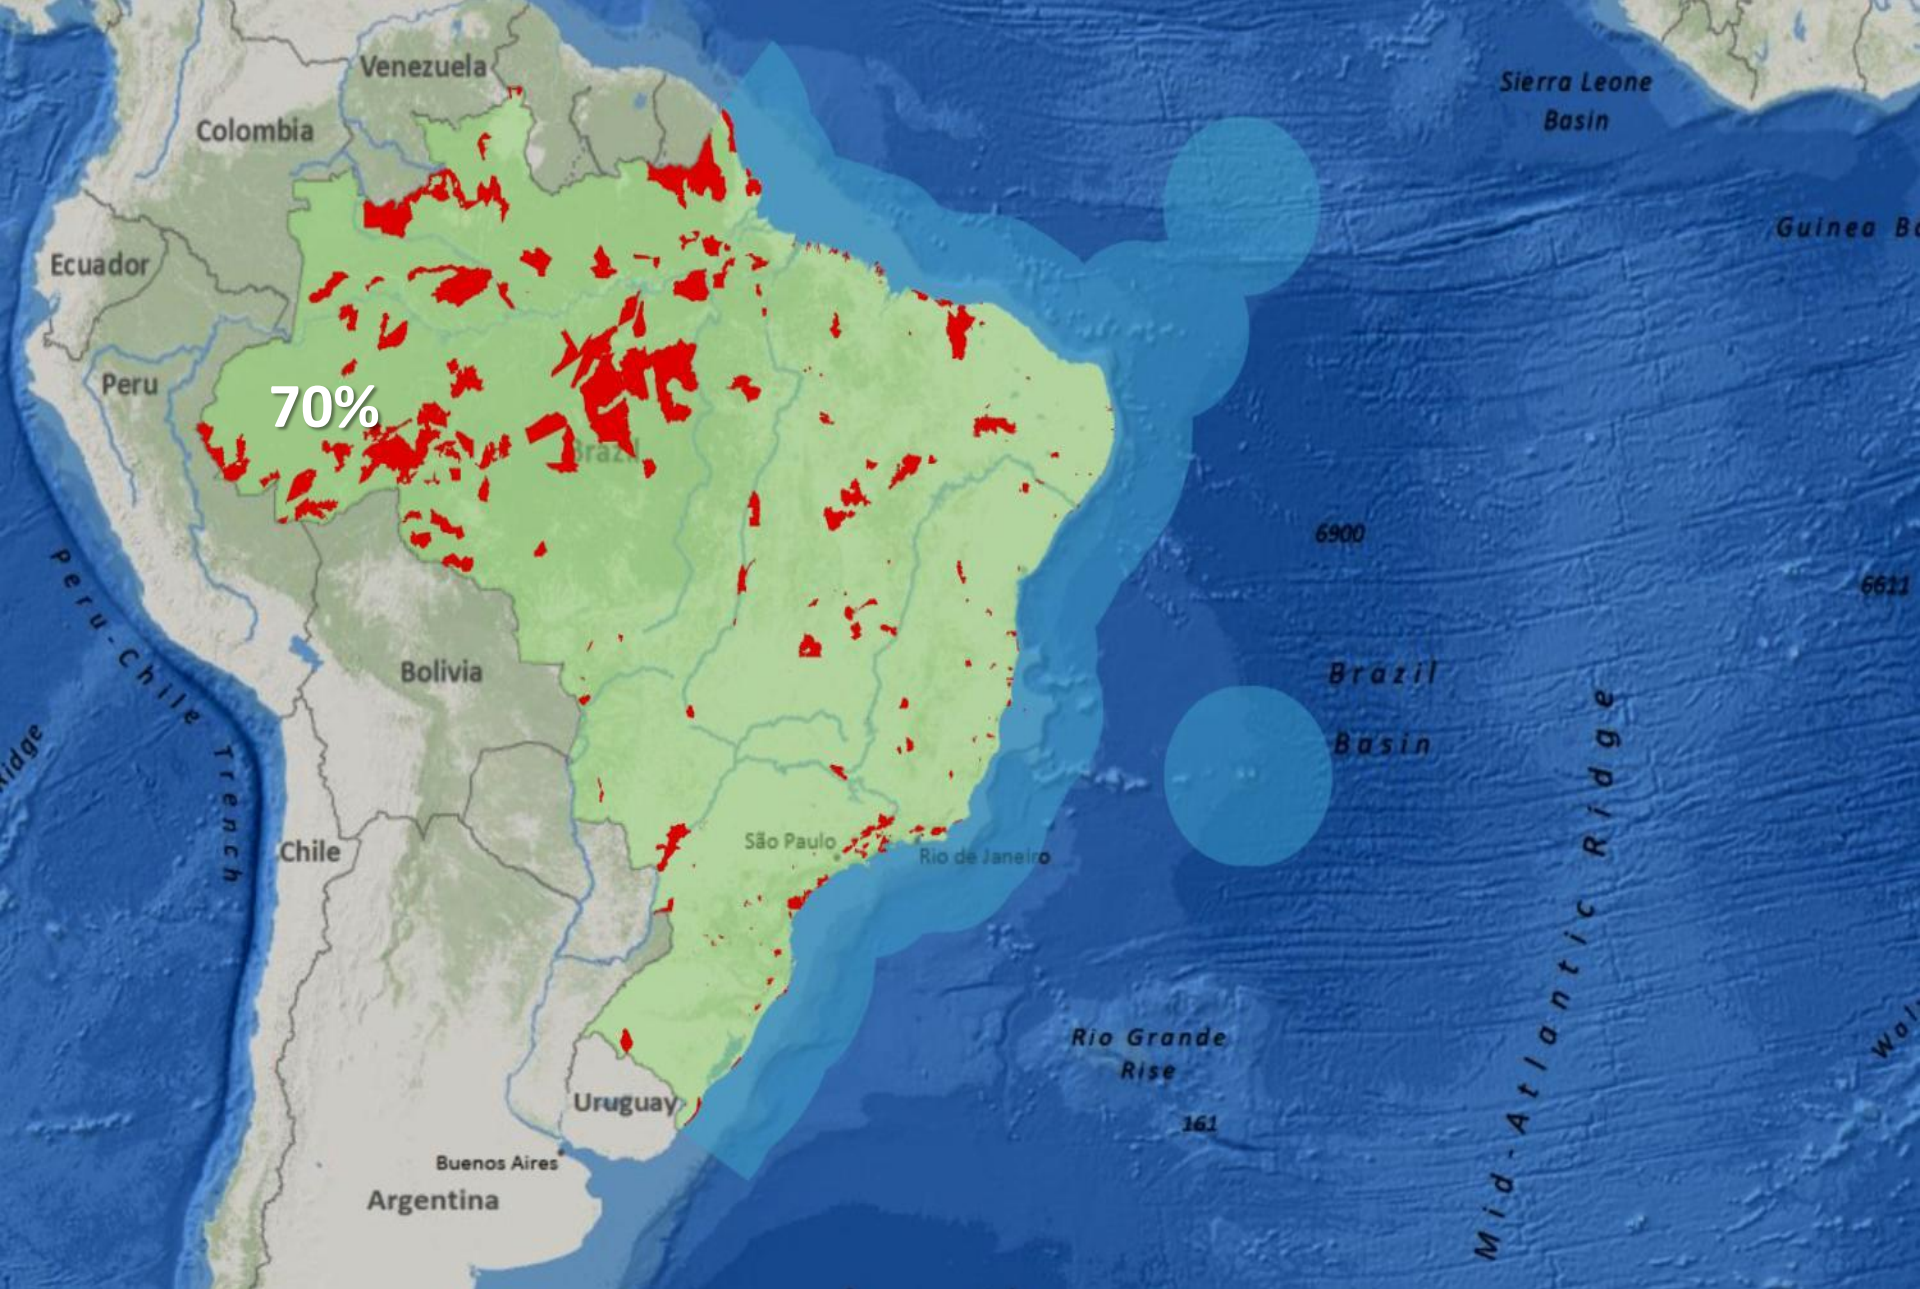 Venezuela
Sierra Leone
Basin
Colombia
Guinea
Ecuador
Peru
70%
Brazil
6900
6611
Peru-Chile Trench
Bolivia
Brazil
Basin
Mid-Atlantic Ridge
Ridge
São Paulo
Rio de Janeiro
Chile
Rio Grande
Rise
Uruguay
161
Buenos Aires
Argentina